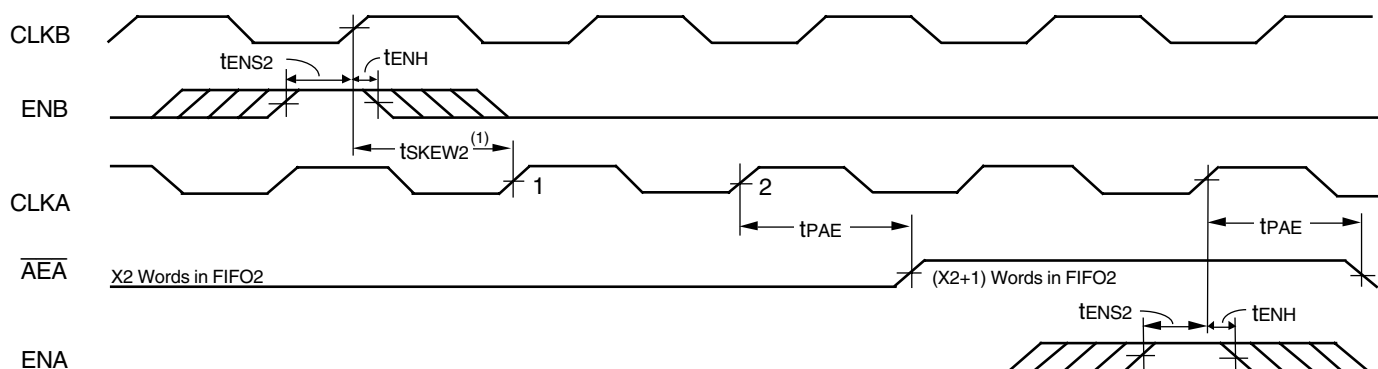 CLKB
tENS2 tENH
ENB
tSKEW2(1)
1 2
CLKA
tPAE tPAE
AEA
X2 Words in FIFO2 (X2+1) Words in FIFO2
tENS2 tENH
ENA